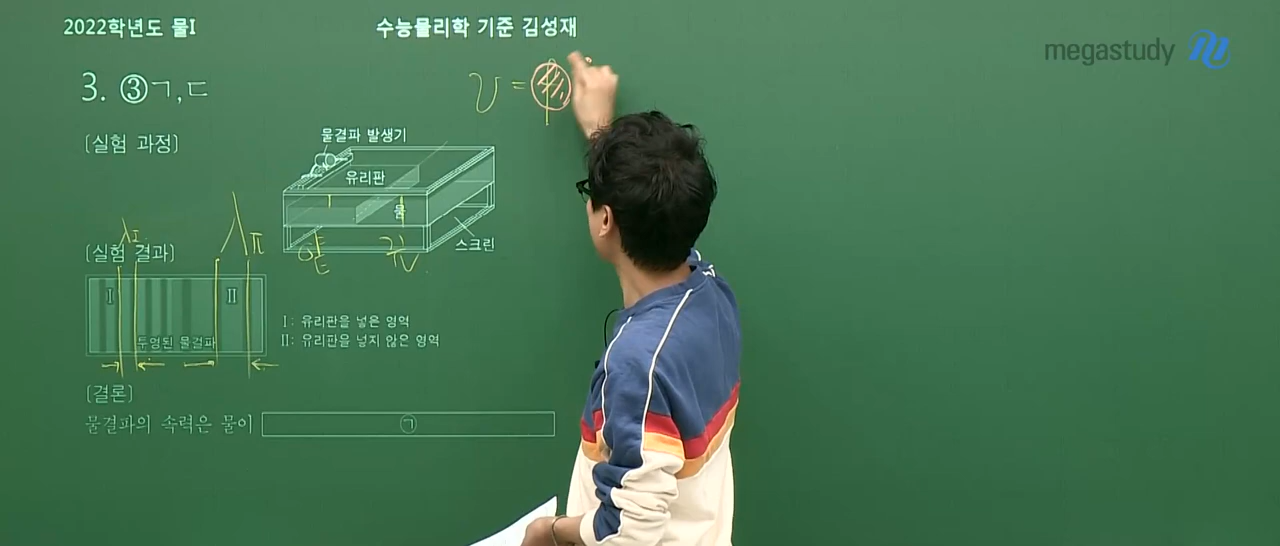 2022학년도 물I
수능물리학 기준 김성재
megastudy
3. ③ㄱ,ㄷ
v =
[실험 과정]
물결파 발생기
유리판
물
스크린
얕
깊
[실험 결과]
λI
λII
I
II
투영된 물결파
I: 유리판을 넣은 영역
II: 유리판을 넣지 않은 영역
[결론]
물결파의 속력은 물이 ㉠